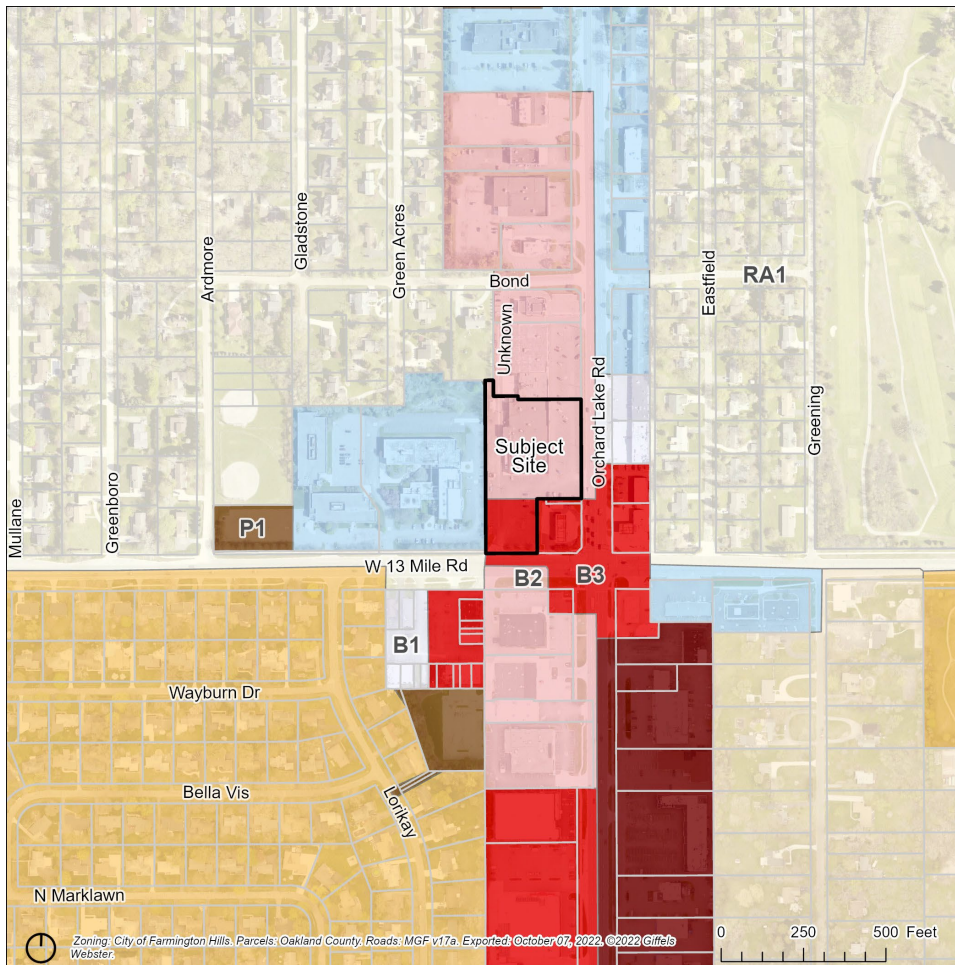 Gladstone
Green Acres
Ardmore
Bond
Eastfield
RA1
Unknown
Orchard Lake Rd
Subject
Site
Greening
Mullane
Greenboro
P1
W 13 Mile Rd
B2
B3
B1
Wayburn Dr
Bella Vis
Lorikay
N Marklawn
Zoning: City of Farmington Hills. Parcels: Oakland County. Roads: MGF v17a. Exported: October 07, 2022. ©2022 Giffels
Webster.
0 250 500 Feet